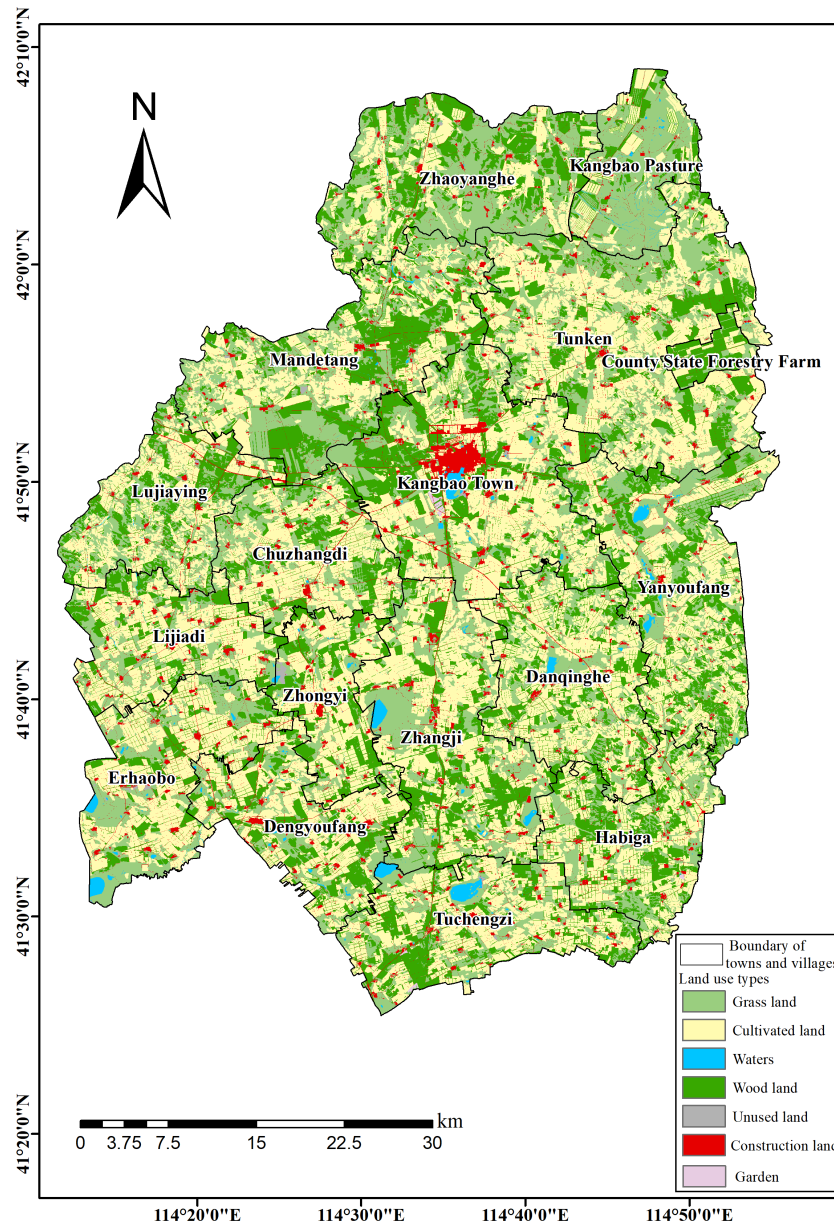 42°10'0"N
N
Kangbao Pasture
Zhaoyanghe
42°0'0"N
Tunken
Mandetang
County State Forestry Farm
41°50'0"N
Kangbao Town
Lujiaying
Chuzhangdi
Yanyoufang
Lijiadi
Danqinghe
Zhongyi
41°40'0"N
Zhangji
Erhaobo
Dengyoufang
Habiga
41°30'0"N
Tuchengzi
Boundary of
towns and villages
Land use types
Grass land
Cultivated land
Waters
Wood land
Unused land
Construction land
Garden
km
0 3.75 7.5 15 22.5 30
41°20'0"N
114°20'0"E 114°30'0"E 114°40'0"E 114°50'0"E